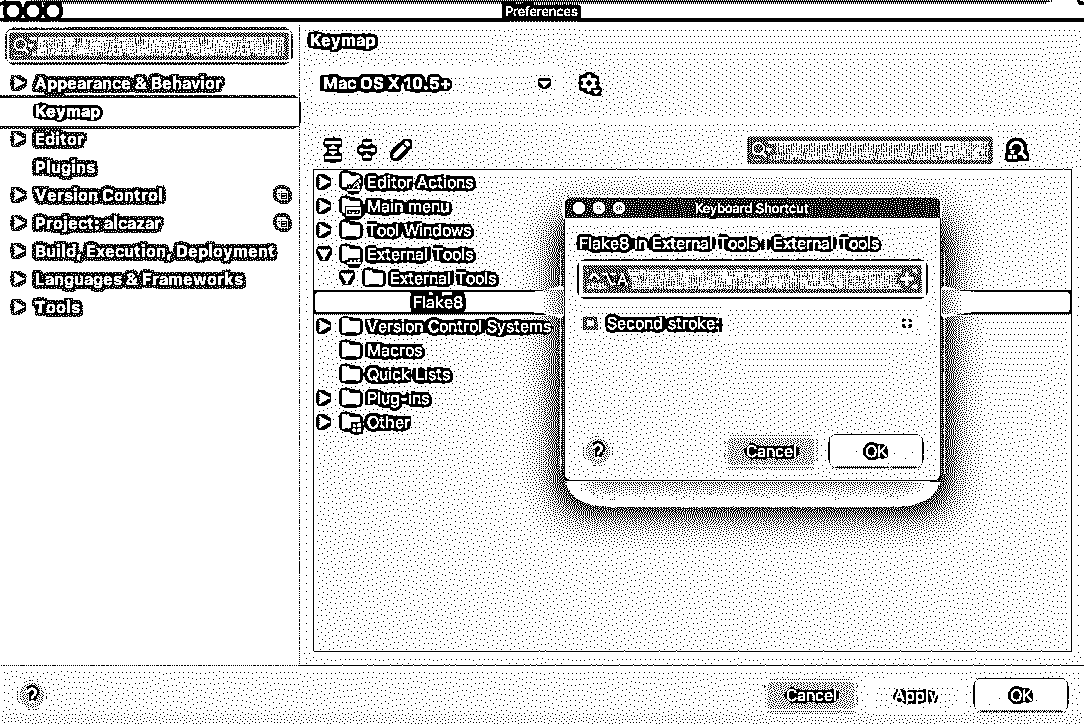 Preferences
Appearance & Behavior
Keymap
Editor
Plugins
Version Control
Project: alcazar
Build, Execution, Deployment
Languages & Frameworks
Tools
Keymap
Mac OS X 10.5+
Editor Actions
Main menu
Tool Windows
External Tools
External Tools
Flake8
Version Control Systems
Macros
Quick Lists
Plug-ins
Other
Keyboard Shortcut
Flake8 in External Tools | External Tools
^⌥A
Second stroke:
? Cancel OK
? Cancel Apply OK